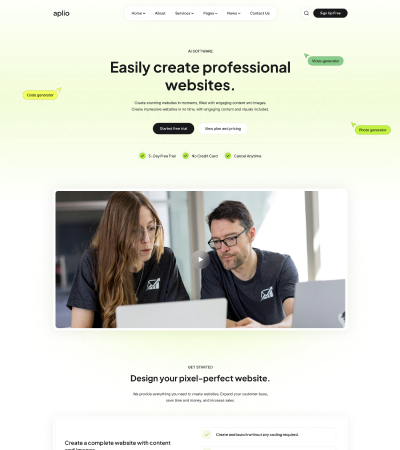 aplio
Home
About
Services
Pages
News
Contact Us
Sign Up Free
AI SOFTWARE
Easily create professional
websites.
Video generator
Code generator
Photo generator
Create stunning websites in moments, filled with engaging content and images.
Create impressive websites in no time, with engaging content and visuals included.
Started free trial
View plan and pricing
5-Day Free Trial
No Credit Card
Cancel Anytime
GET STARTED
Design your pixel-perfect website.
We provide everything you need to create websites. Expand your customer base,
save time and money, and increase sales.
Create and launch without any coding required.
Create a complete website with content